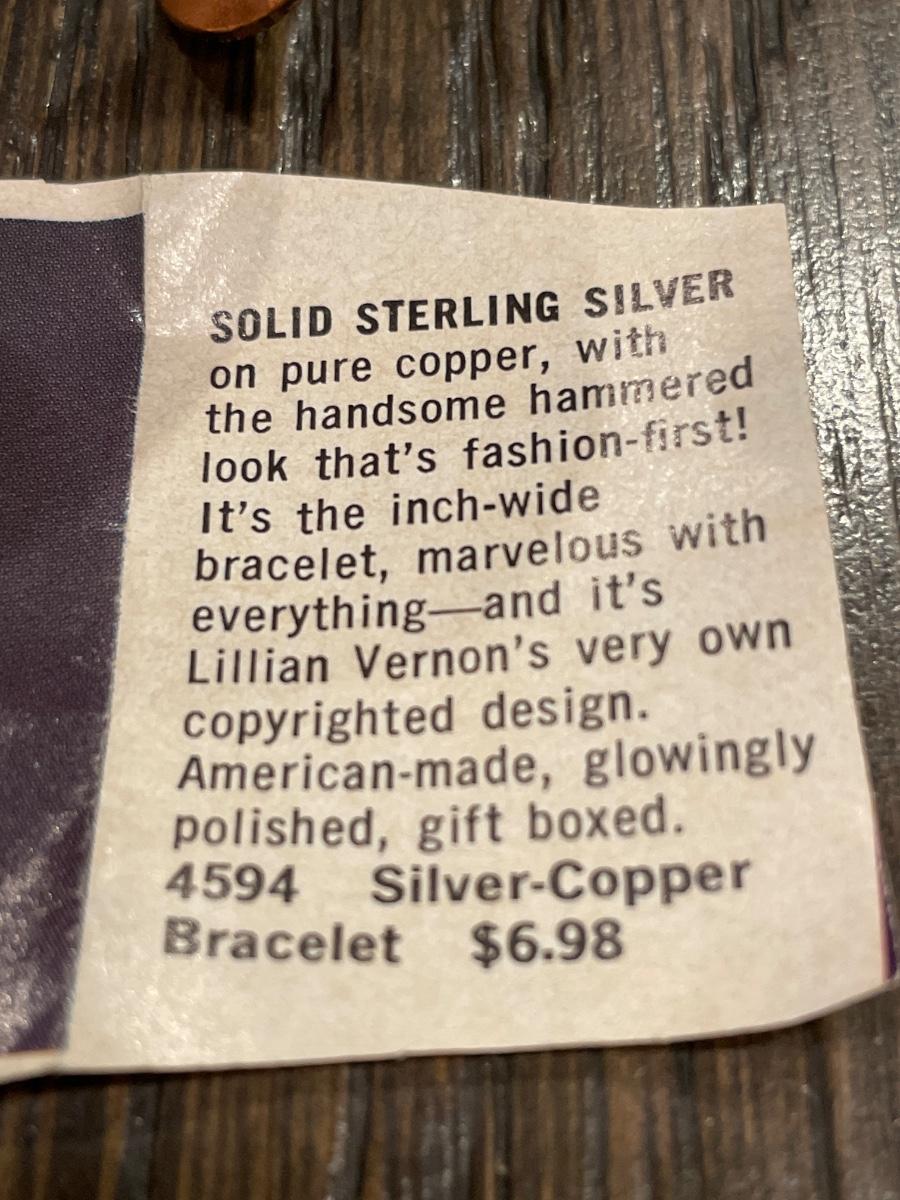 SOLID STERLING SILVER
on pure copper, with
the handsome hammered
look that's fashion-first!
It's the inch-wide
bracelet, marvelous with
everything—and it's
Lillian Vernon's very own
copyrighted design.
American-made, glowingly
polished, gift boxed.
4594 Silver-Copper
Bracelet $6.98